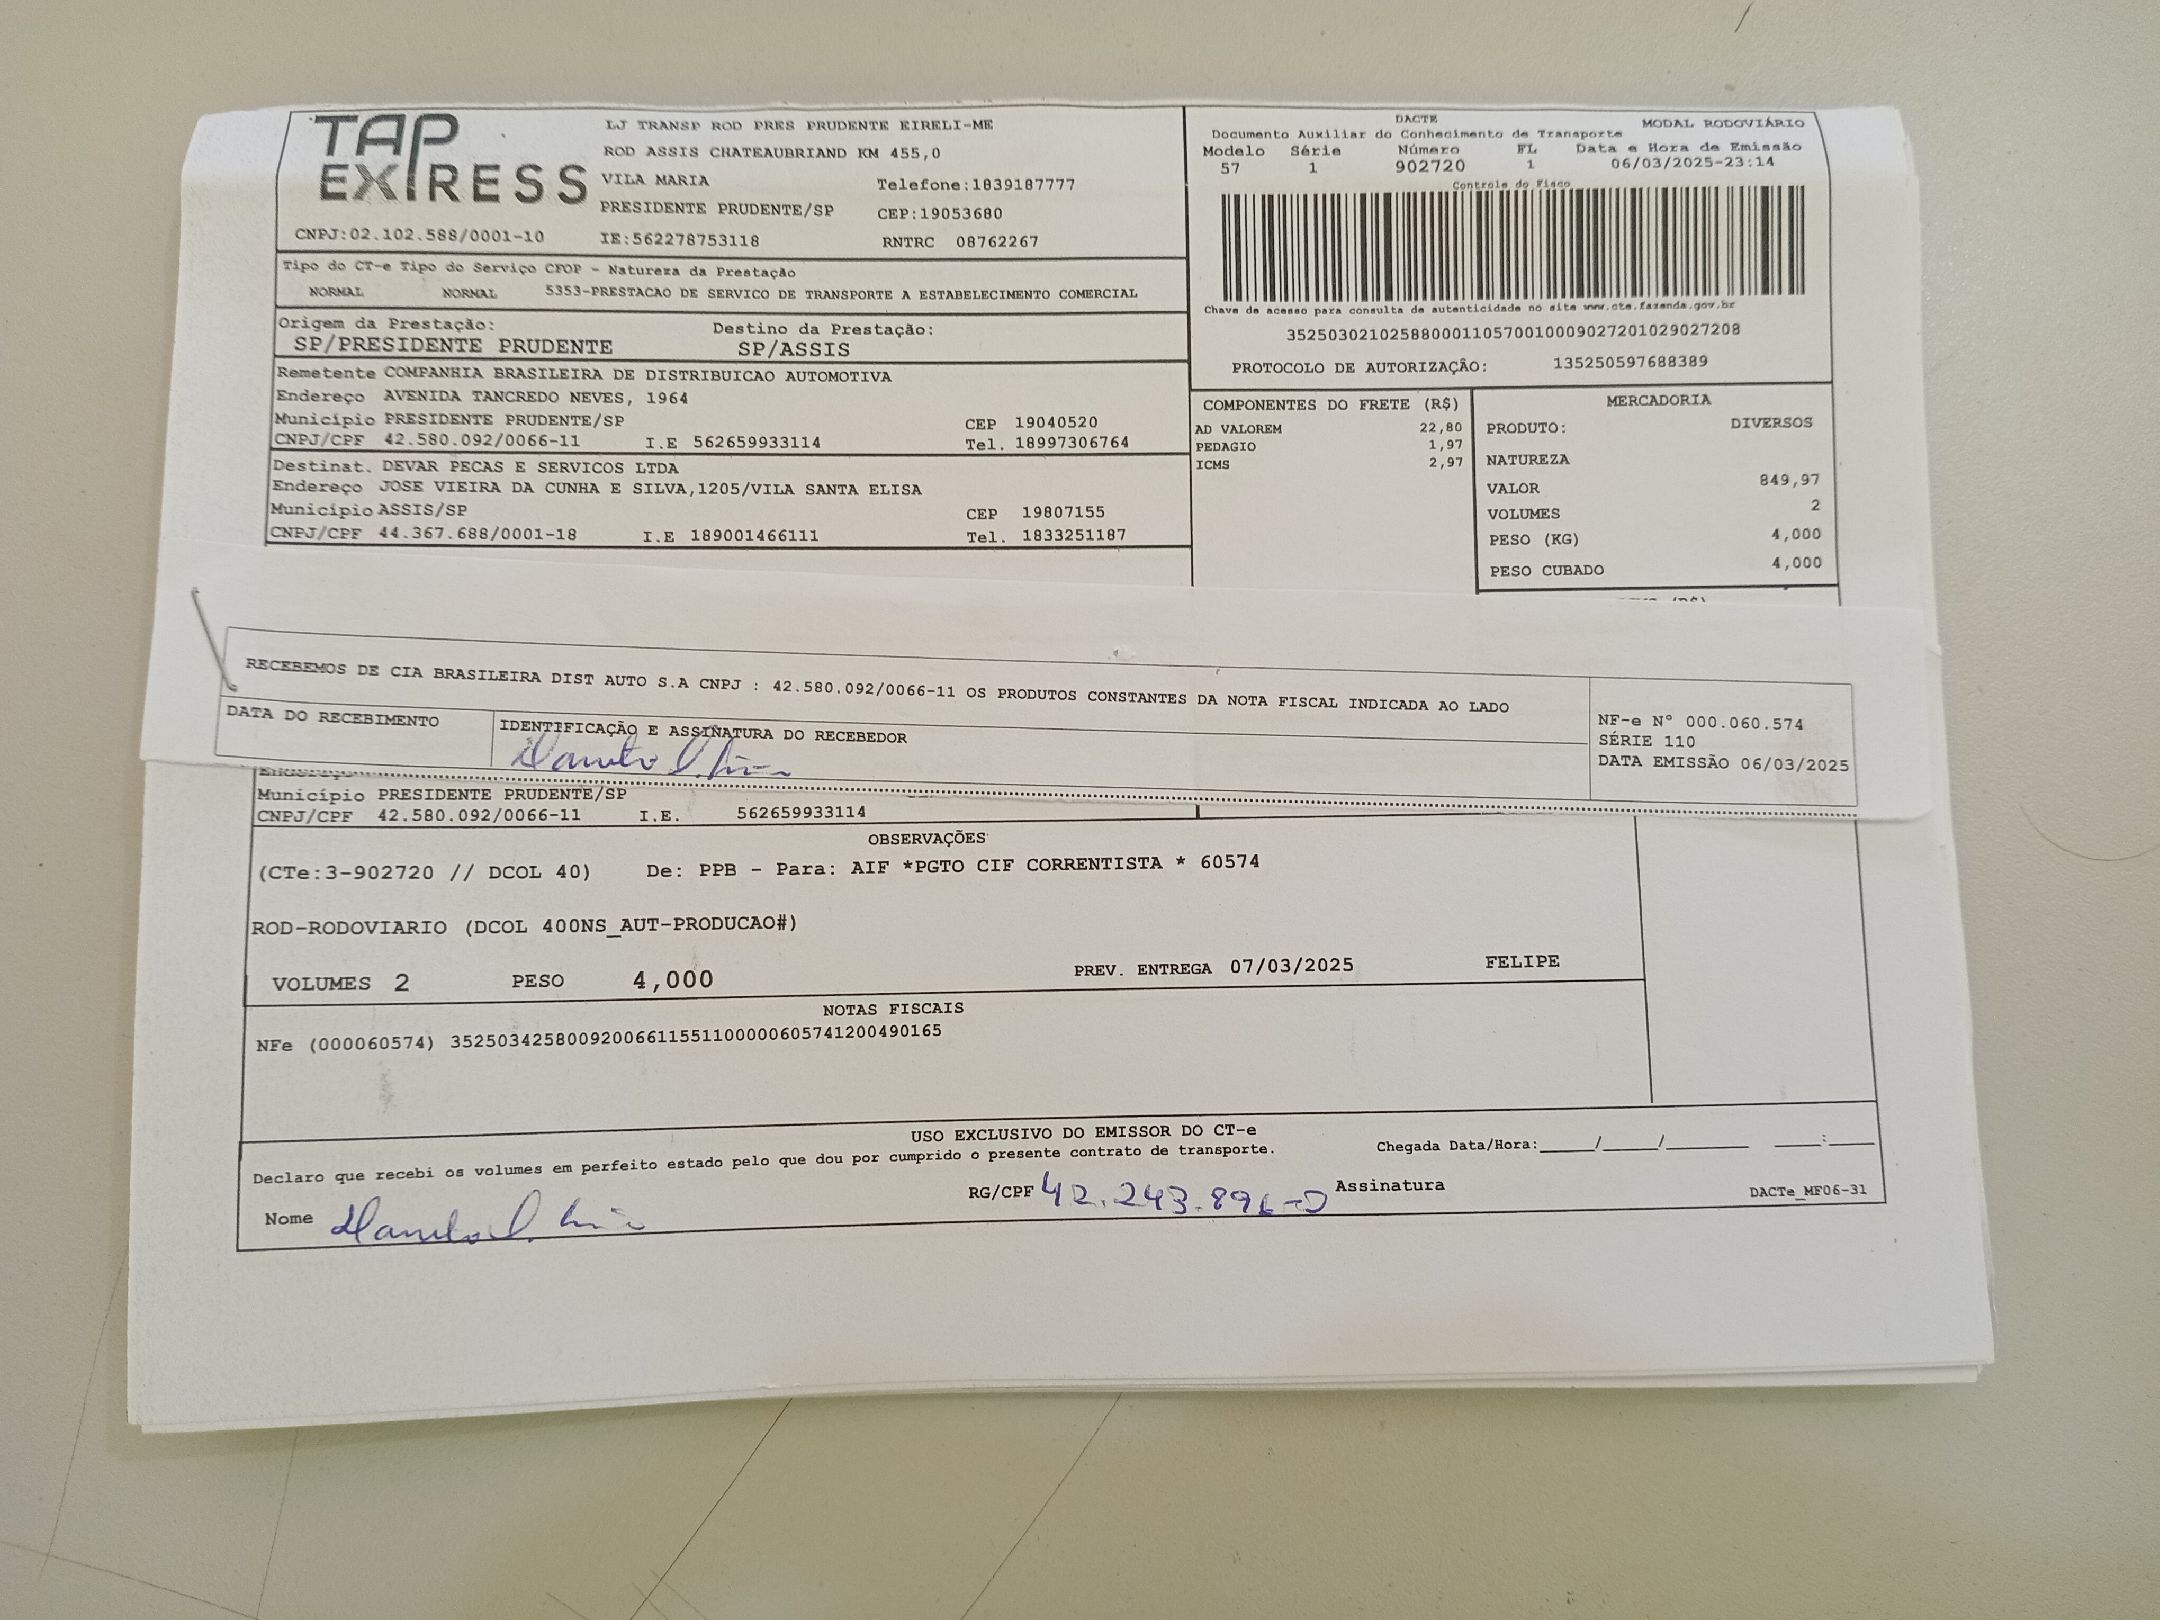 TAP EXPRESS
LJ TRANSP ROD PRES PRUDENTE EIRELI-ME
ROD ASSIS CHATEAUBRIAND KM 455,0
VILA MARIA Telefone:1839187777
PRESIDENTE PRUDENTE/SP CEP:19053680
CNPJ:02.102.588/0001-10 IE:562278753118 RNTRC 08762267
DACTE
Documento Auxiliar do Conhecimento de Transporte MODAL RODOVIÁRIO
Modelo Série Número FL Data e Hora de Emissão
57 1 902720 1 06/03/2025-23:14
Controle do Fisco
Chave de acesso para consulta de autenticidade no site www.cte.fazenda.gov.br
35250302102588000110570010009027201029027208
PROTOCOLO DE AUTORIZAÇÃO: 135250597688389
Tipo do CT-e Tipo do Serviço CFOP - Natureza da Prestação
NORMAL NORMAL 5353-PRESTACAO DE SERVICO DE TRANSPORTE A ESTABELECIMENTO COMERCIAL
Origem da Prestação: Destino da Prestação:
SP/PRESIDENTE PRUDENTE SP/ASSIS
Remetente COMPANHIA BRASILEIRA DE DISTRIBUICAO AUTOMOTIVA
Endereço AVENIDA TANCREDO NEVES, 1964
Município PRESIDENTE PRUDENTE/SP CEP 19040520
CNPJ/CPF 42.580.092/0066-11 I.E 562659933114 Tel. 18997306764
Destinat. DEVAR PECAS E SERVICOS LTDA
Endereço JOSE VIEIRA DA CUNHA E SILVA,1205/VILA SANTA ELISA
Município ASSIS/SP CEP 19807155
CNPJ/CPF 44.367.688/0001-18 I.E 189001466111 Tel. 1833251187
COMPONENTES DO FRETE (R$)
AD VALOREM 22,80
PEDAGIO 1,97
ICMS 2,97
MERCADORIA
PRODUTO: DIVERSOS
NATUREZA
VALOR 849,97
VOLUMES 2
PESO (KG) 4,000
PESO CUBADO 4,000
RECEBEMOS DE CIA BRASILEIRA DIST AUTO S.A CNPJ : 42.580.092/0066-11 OS PRODUTOS CONSTANTES DA NOTA FISCAL INDICADA AO LADO
DATA DO RECEBIMENTO IDENTIFICAÇÃO E ASSINATURA DO RECEBEDOR
NF-e N° 000.060.574
SÉRIE 110
DATA EMISSÃO 06/03/2025
Município PRESIDENTE PRUDENTE/SP
CNPJ/CPF 42.580.092/0066-11 I.E. 562659933114
OBSERVAÇÕES
(CTe:3-902720 // DCOL 40) De: PPB - Para: AIF *PGTO CIF CORRENTISTA * 60574
ROD-RODOVIARIO (DCOL 400NS_AUT-PRODUCAO#)
VOLUMES 2 PESO 4,000 PREV. ENTREGA 07/03/2025 FELIPE
NOTAS FISCAIS
NFe (000060574) 35250342580092006611551100000605741200490165
USO EXCLUSIVO DO EMISSOR DO CT-e
Declaro que recebi os volumes em perfeito estado pelo que dou por cumprido o presente contrato de transporte. Chegada Data/Hora:____/____/______ ___:___
Nome RG/CPF 42.243.896-0 Assinatura DACTe_MF06-31